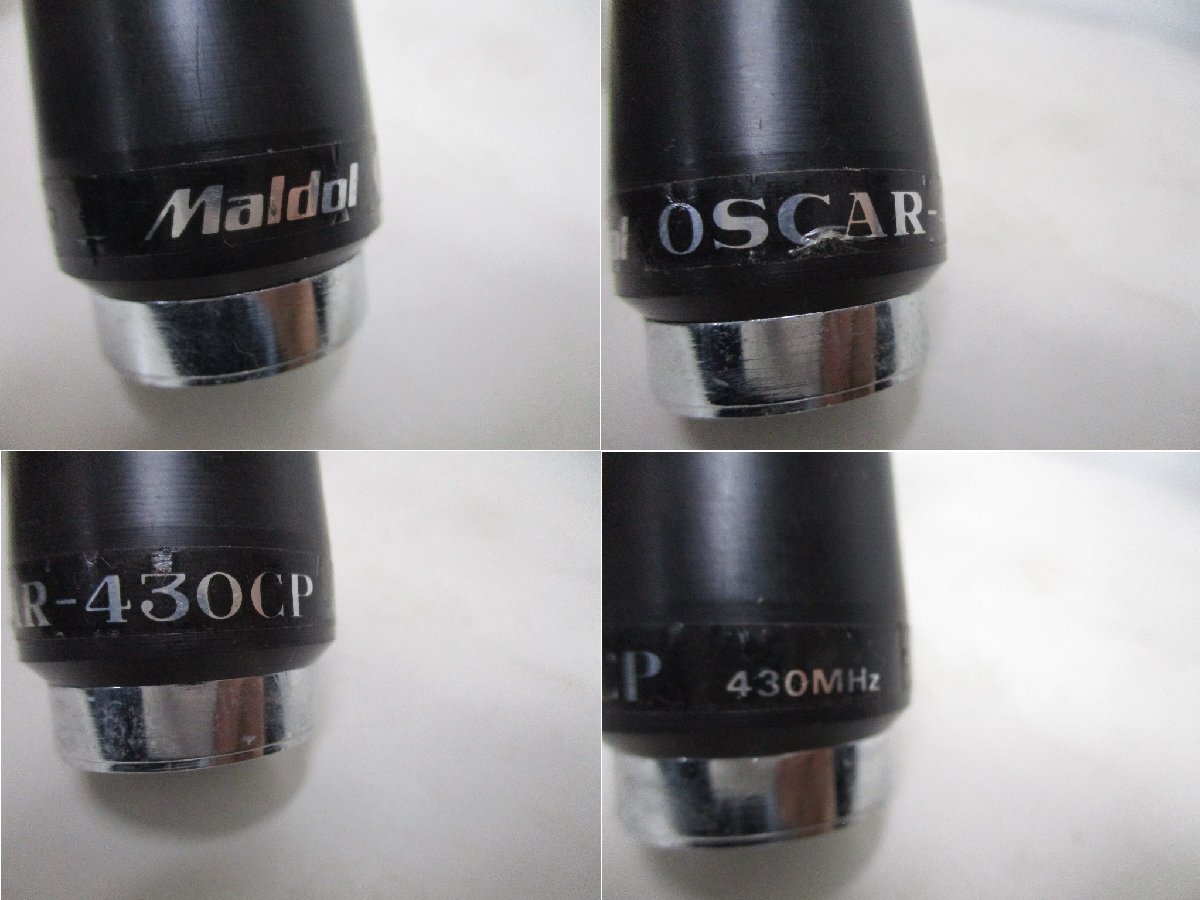 Maldol
OSCAR-
R-430CP
CP 430MHz